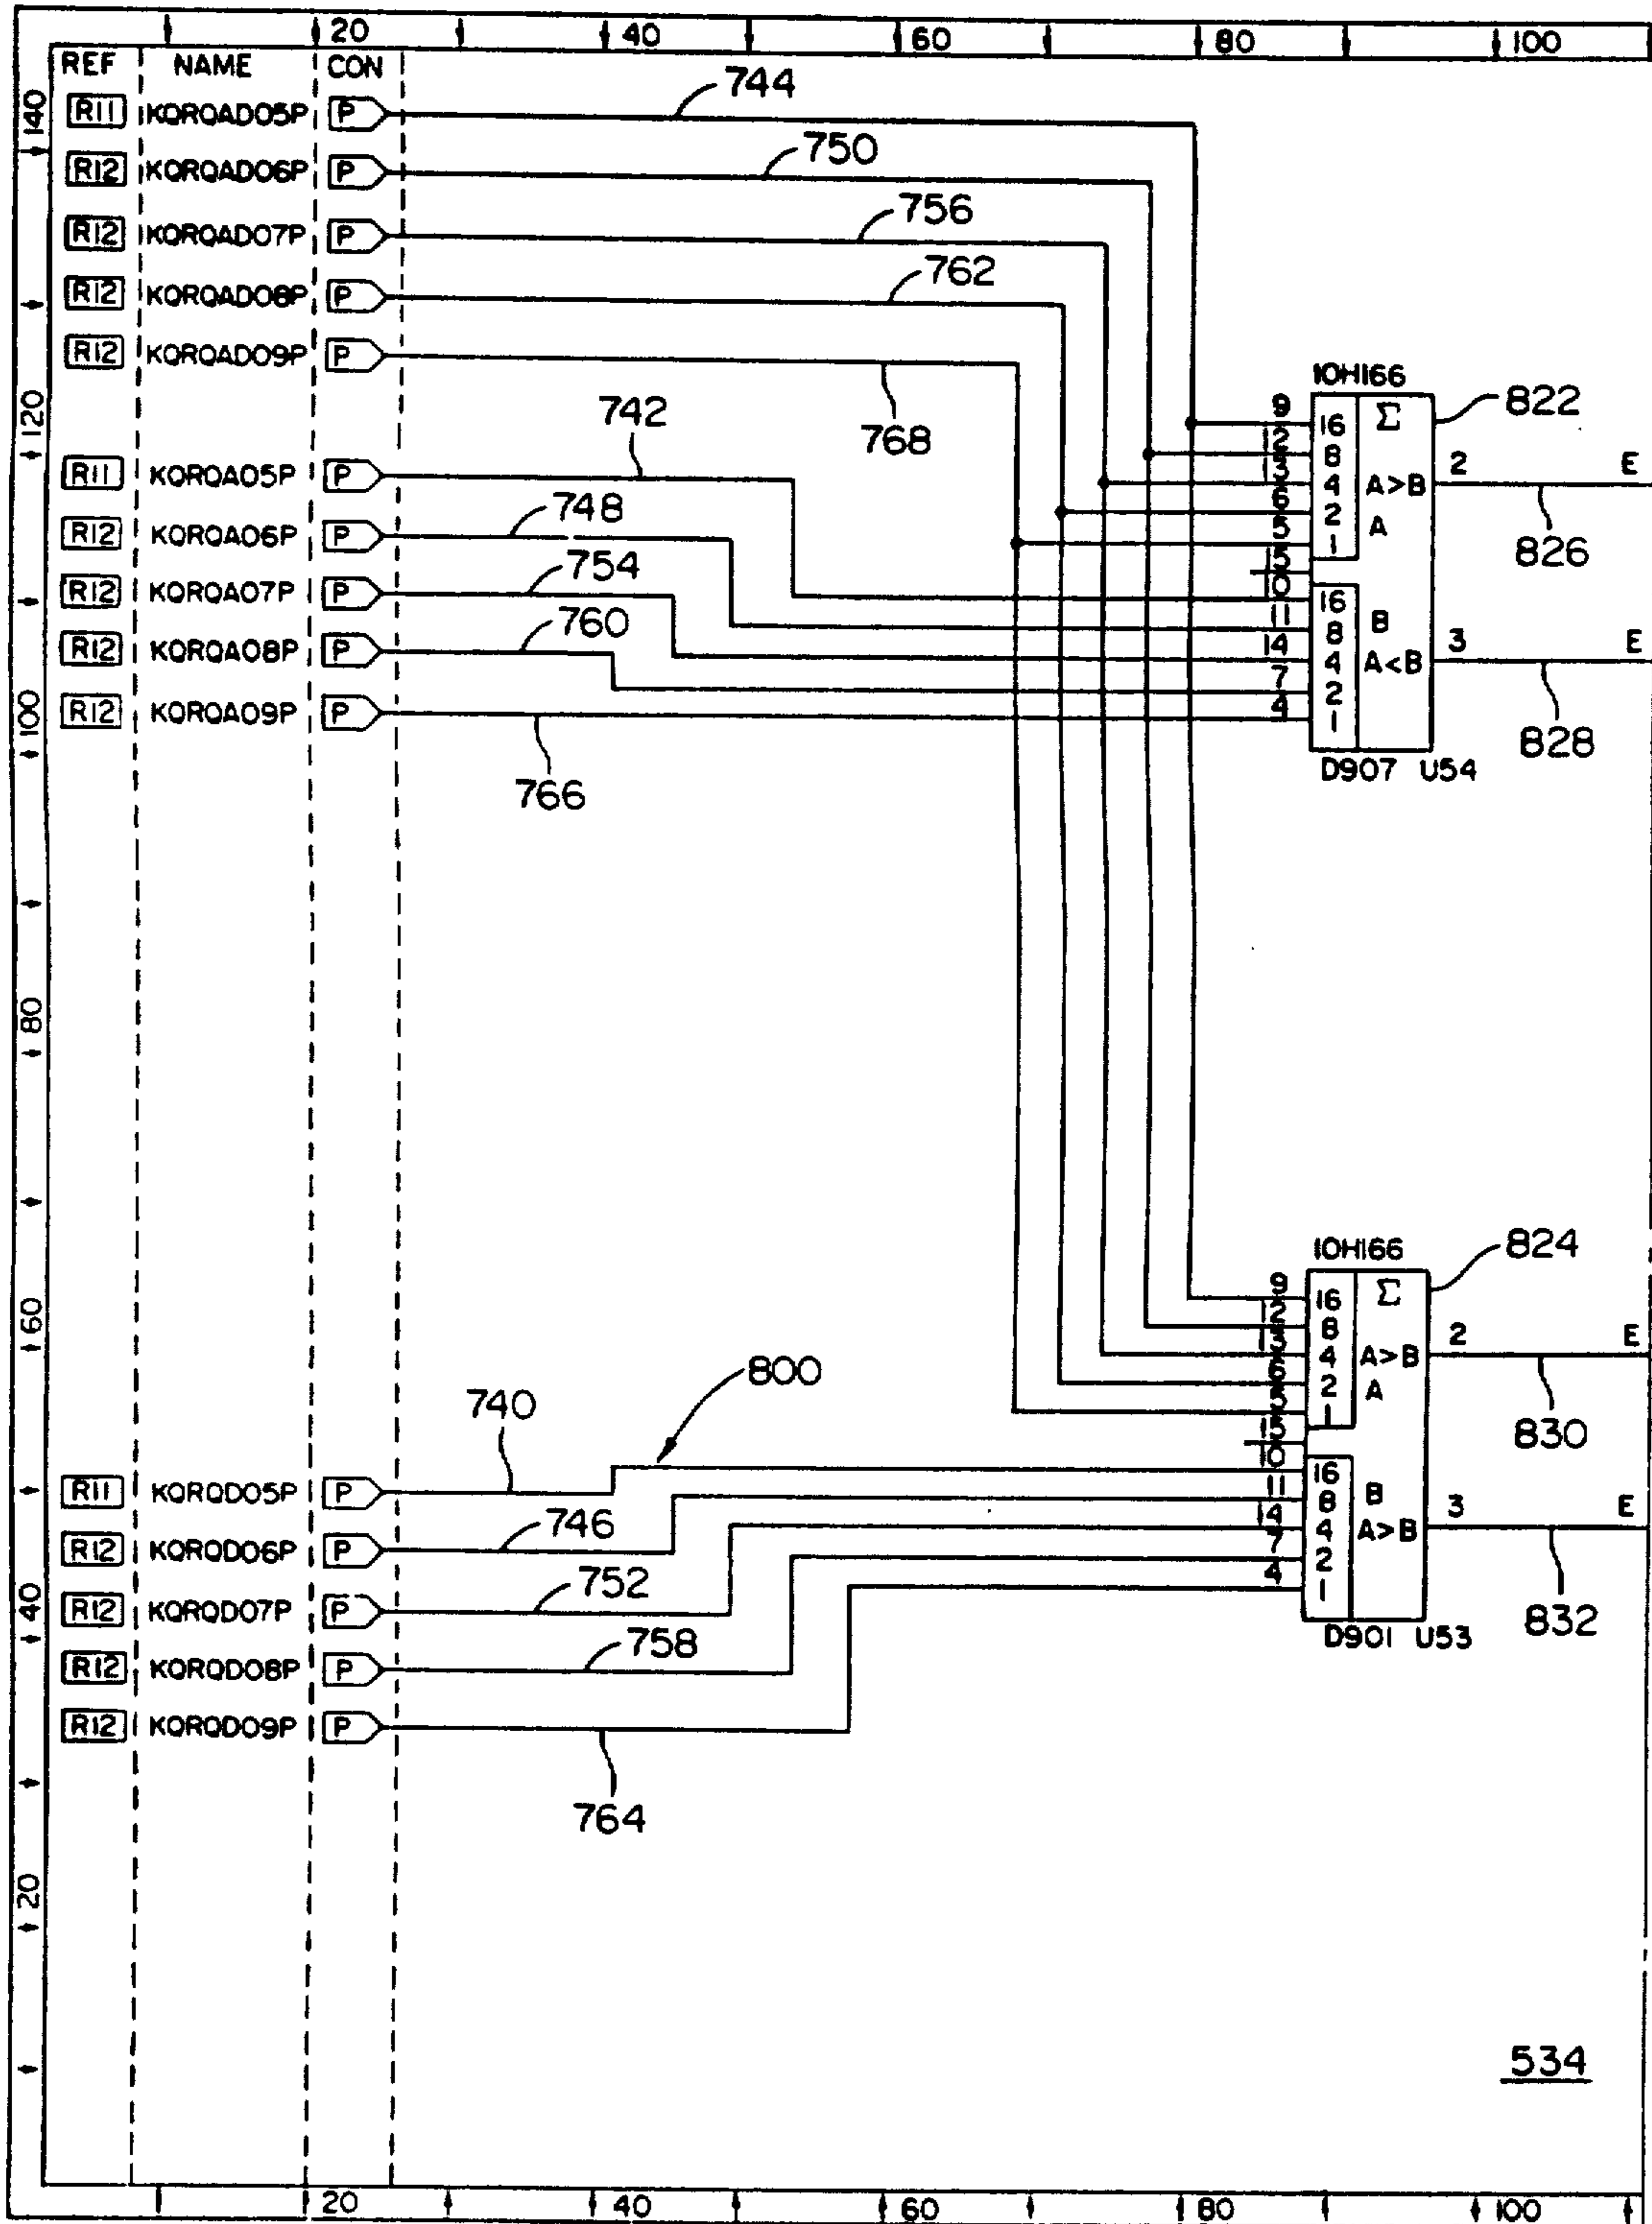 20 40 60 80 100
REF NAME CON
R11 KQRQAD05P P 744
R12 KQRQAD06P P 750
R12 KQRQAD07P P 756
R12 KQRQAD08P P 762
R12 KQRQAD09P P 768
140
120
100
80
60
40
20
R11 KQRQA05P P 742
R12 KQRQA06P P 748
R12 KQRQA07P P 754
R12 KQRQA08P P 760
R12 KQRQA09P P 766
10H166
822
9 16 Σ
12 8
13 4 A>B 2 E
6 2 A
5 1
826
15
10 16
11 8 B
14 4 A<B 3 E
7 2
4 1
828
D907 U54
10H166
824
9 16 Σ
12 8
13 4 A>B 2 E
6 2 A
5 1
830
15
10 16
11 8 B
14 4 A>B 3 E
7 2
4 1
832
D901 U53
800
R11 KQRQD05P P 740
R12 KQRQD06P P 746
R12 KQRQD07P P 752
R12 KQRQD08P P 758
R12 KQRQD09P P 764
534
20 40 60 80 100